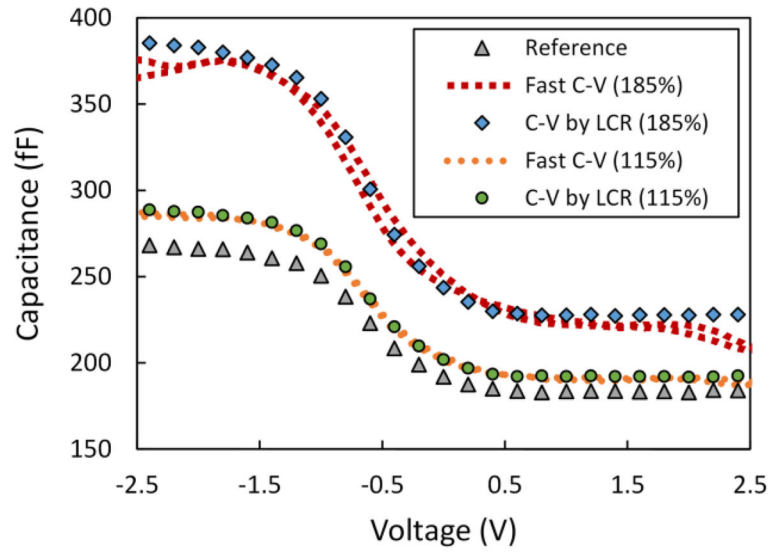 400
350
300
250
200
150
Capacitance (fF)
Reference
Fast C-V (185%)
C-V by LCR (185%)
Fast C-V (115%)
C-V by LCR (115%)
-2.5 -1.5 -0.5 0.5 1.5 2.5
Voltage (V)